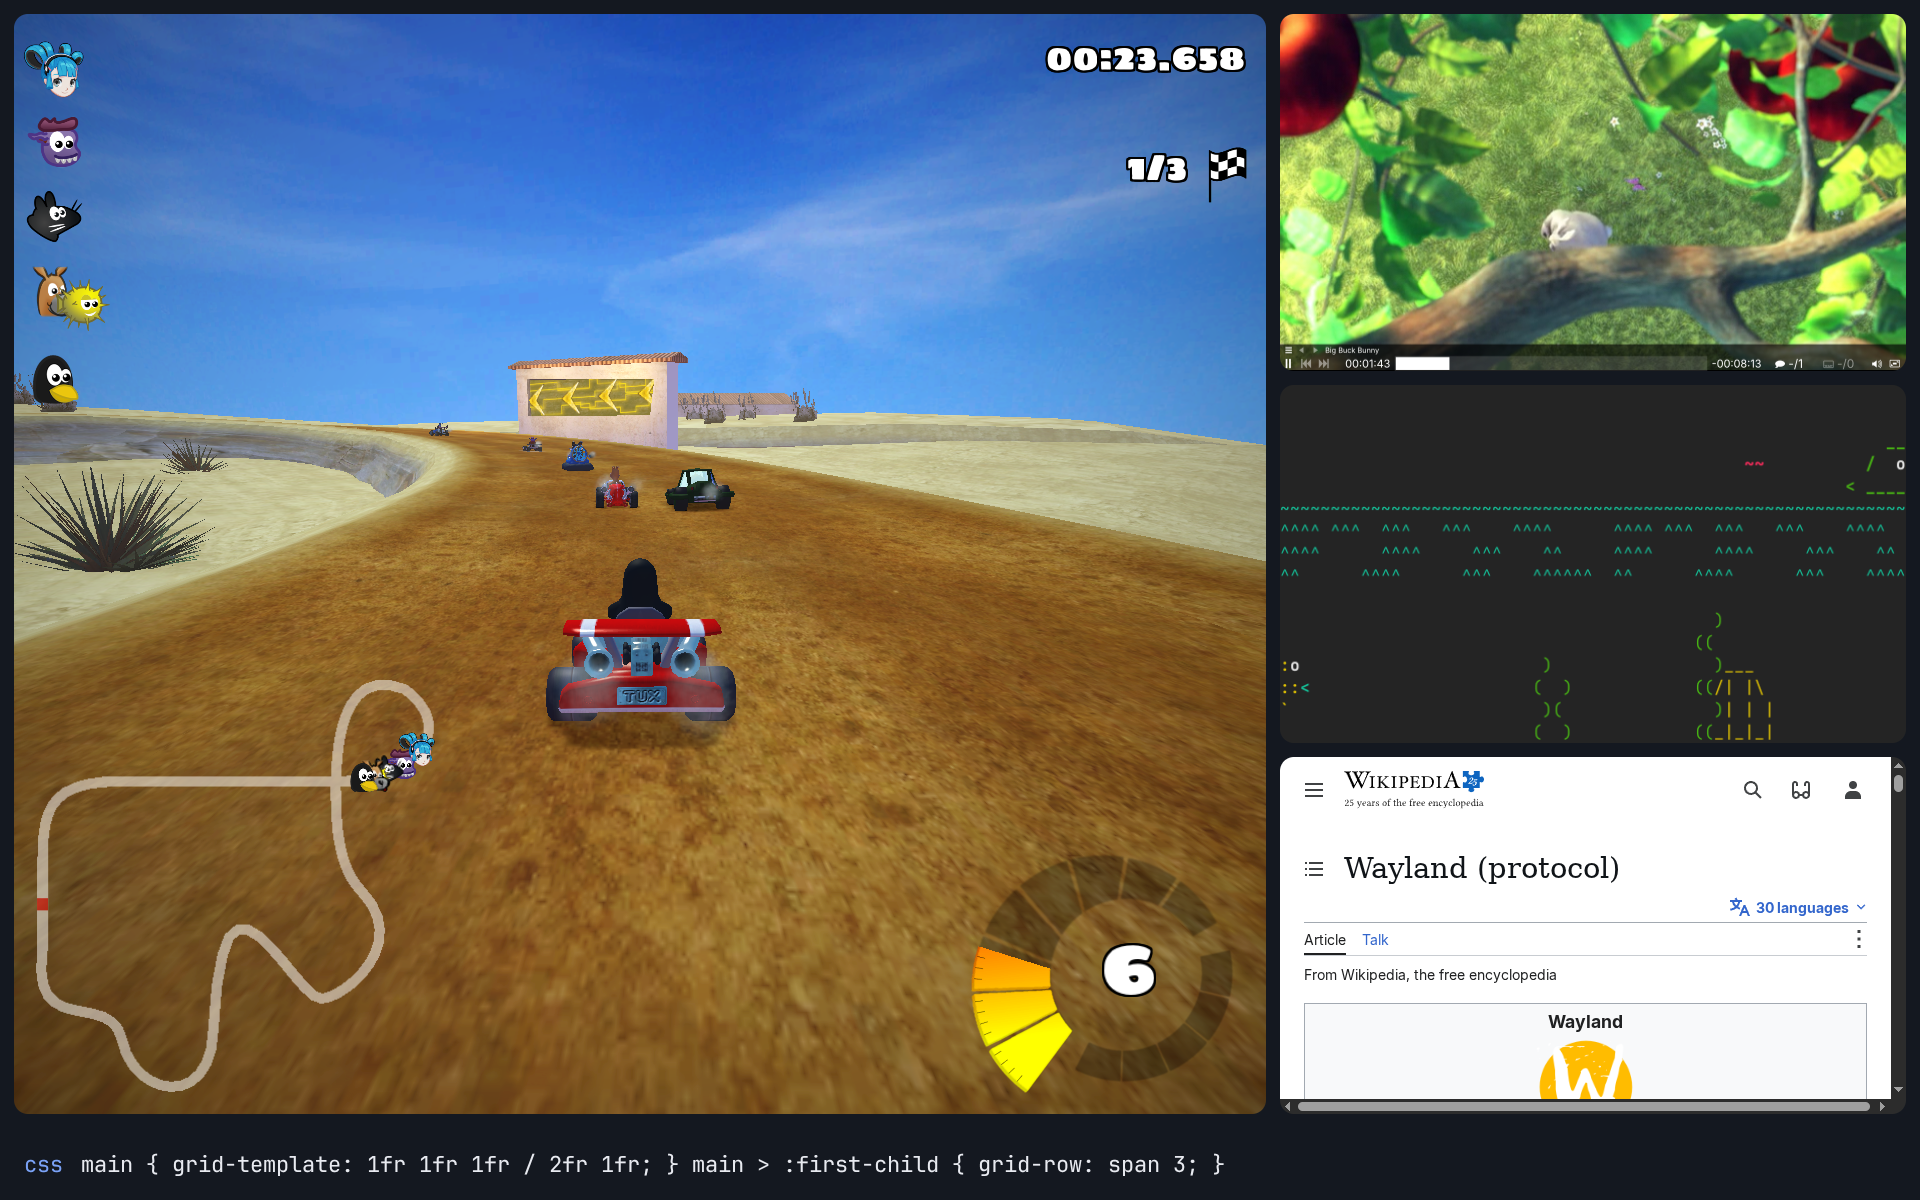 00:23.658
1/3
TUX
6
Big Buck Bunny
00:01:43
-00:08:13
-/1
-/0
WIKIPEDIA 25
25 years of the free encyclopedia
Wayland (protocol)
30 languages
Article Talk
From Wikipedia, the free encyclopedia
Wayland
W
css main { grid-template: 1fr 1fr 1fr / 2fr 1fr; } main > :first-child { grid-row: span 3; }